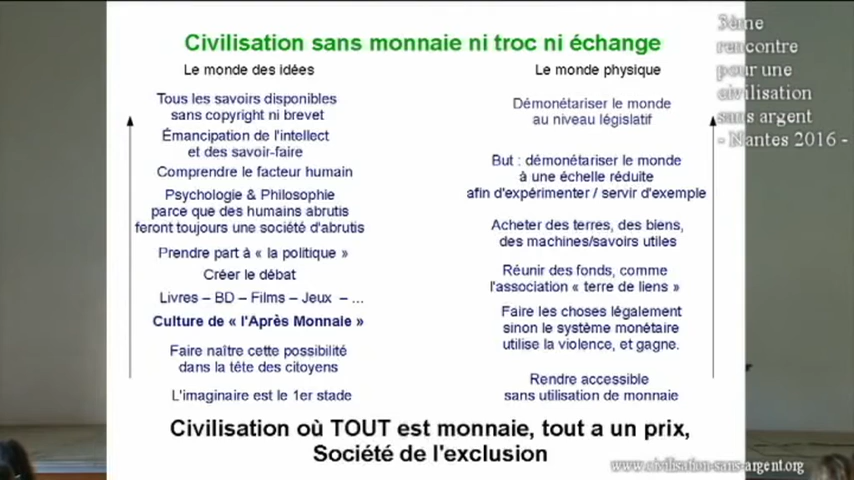 Civilisation sans monnaie ni troc ni échange
Le monde des idées
Tous les savoirs disponibles
sans copyright ni brevet
Émancipation de l'intellect
et des savoir-faire
Comprendre le facteur humain
Psychologie & Philosophie
parce que des humains abrutis
feront toujours une société d'abrutis
Prendre part à « la politique »
Créer le débat
Livres – BD – Films – Jeux – ...
Culture de « l'Après Monnaie »
Faire naître cette possibilité
dans la tête des citoyens
L'imaginaire est le 1er stade
Le monde physique
Démonétariser le monde
au niveau législatif
But : démonétariser le monde
à une échelle réduite
afin d'expérimenter / servir d'exemple
Acheter des terres, des biens,
des machines/savoirs utiles
Réunir des fonds, comme
l'association « terre de liens »
Faire les choses légalement
sinon le système monétaire
utilise la violence, et gagne.
Rendre accessible
sans utilisation de monnaie
Civilisation où TOUT est monnaie, tout a un prix,
Société de l'exclusion
3ème
rencontre
pour une
civilisation
sans argent
- Nantes 2016 -
www.civilisation-sans-argent.org